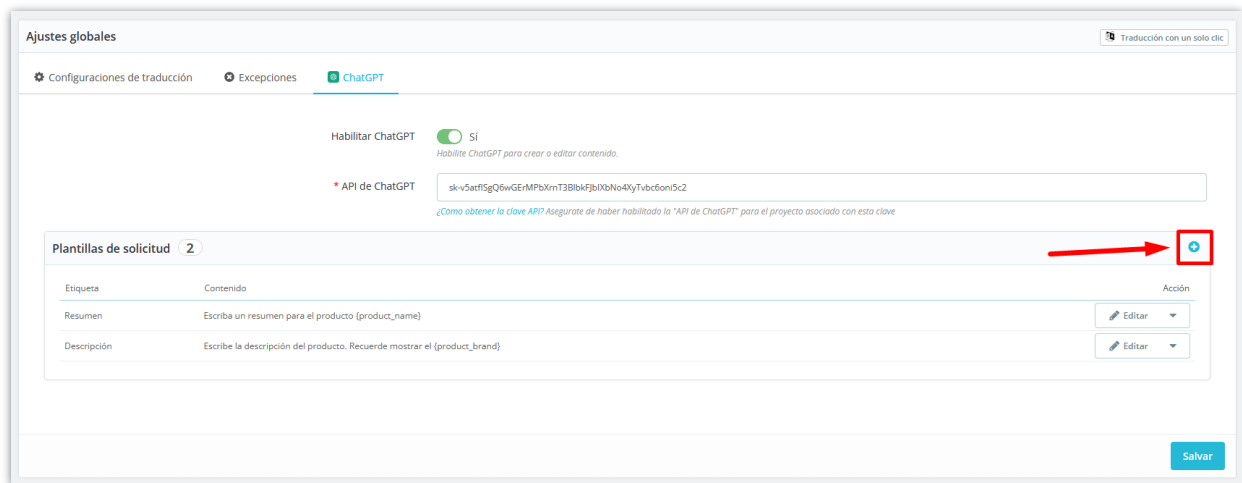 Ajustes globales
Traducción con un solo clic
Configuraciones de traducción Excepciones ChatGPT
Habilitar ChatGPT Sí
Habilite ChatGPT para crear o editar contenido.
* API de ChatGPT 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
¿Cómo obtener la clave API? Asegurate de haber habilitado la "API de ChatGPT" para el proyecto asociado con esta clave
Plantillas de solicitud 2
Etiqueta Contenido Acción
Resumen Escriba un resumen para el producto {product_name} Editar
Descripción Escribe la descripción del producto. Recuerde mostrar el {product_brand} Editar
Salvar